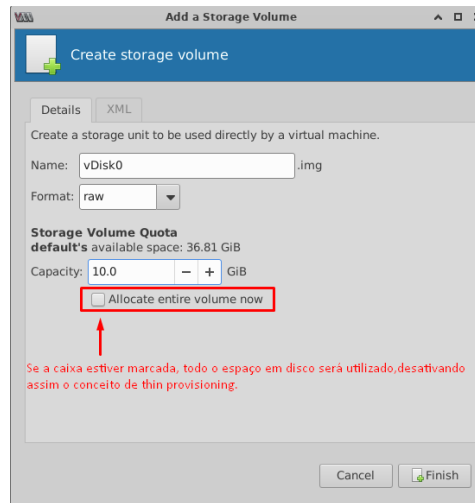 Add a Storage Volume
Create storage volume
Details XML
Create a storage unit to be used directly by a virtual machine.
Name: vDisk0 .img
Format: raw
Storage Volume Quota
default's available space: 36.81 GiB
Capacity: 10.0 − + GiB
Allocate entire volume now
Se a caixa estiver marcada, todo o espaço em disco será utilizado,desativando
assim o conceito de thin provisioning.
Cancel Finish